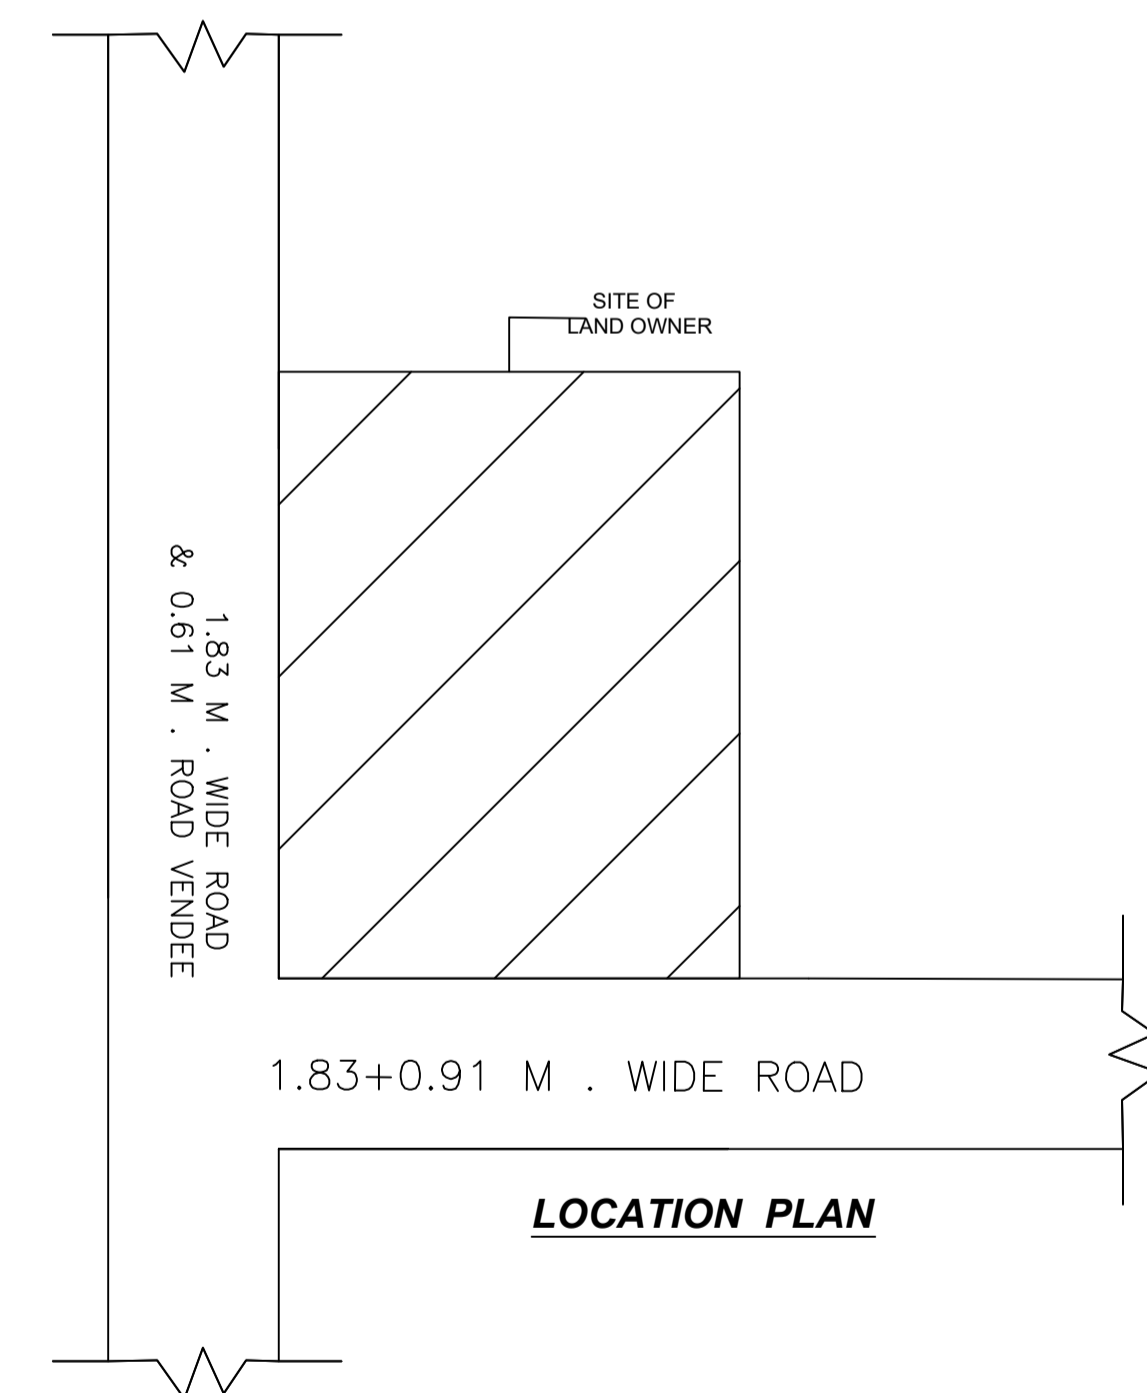 SITE OF
LAND OWNER
1.83 M . WIDE ROAD
& 0.61 M . ROAD VENDEE
1.83+0.91 M . WIDE ROAD
LOCATION PLAN